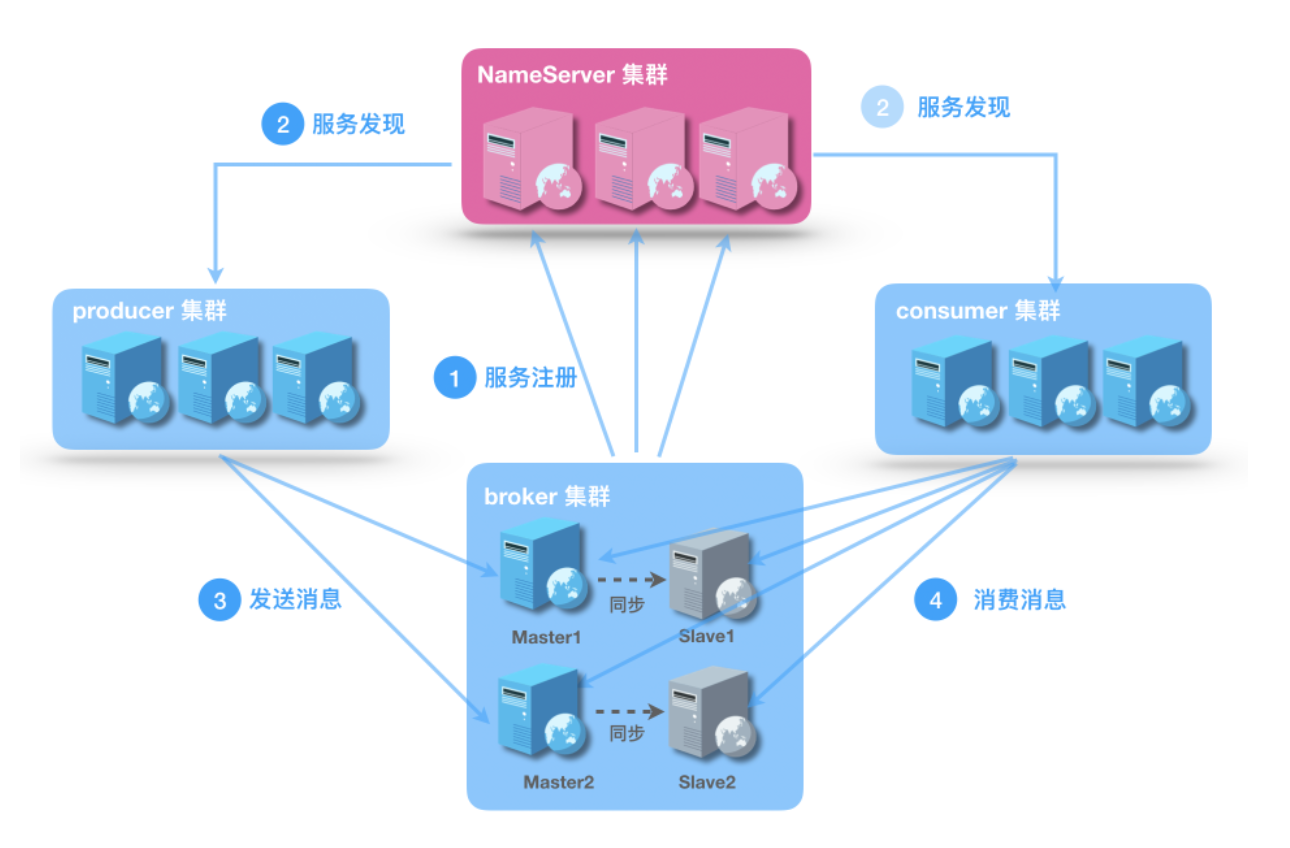 NameServer 集群
2 服务发现
2 服务发现
producer 集群
consumer 集群
1 服务注册
broker 集群
3 发送消息
同步
4 消费消息
Master1
Slave1
同步
Master2
Slave2